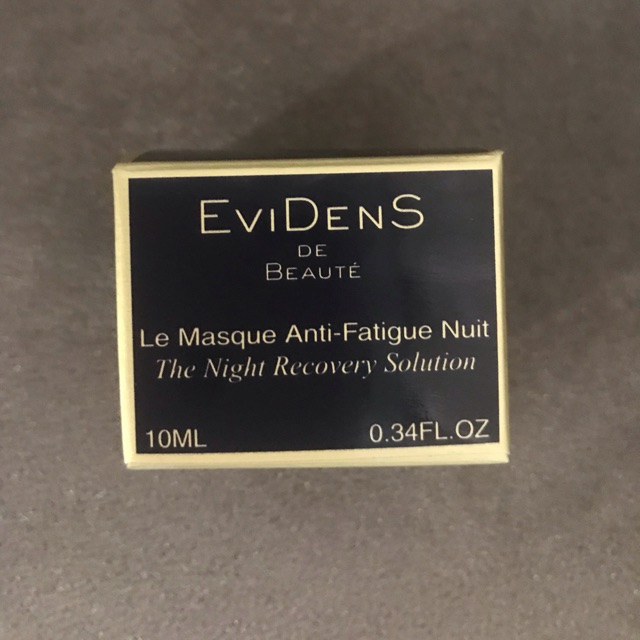 EviDenS
DE
Beauté
Le Masque Anti-Fatigue Nuit
The Night Recovery Solution
10ML 0.34FL.OZ